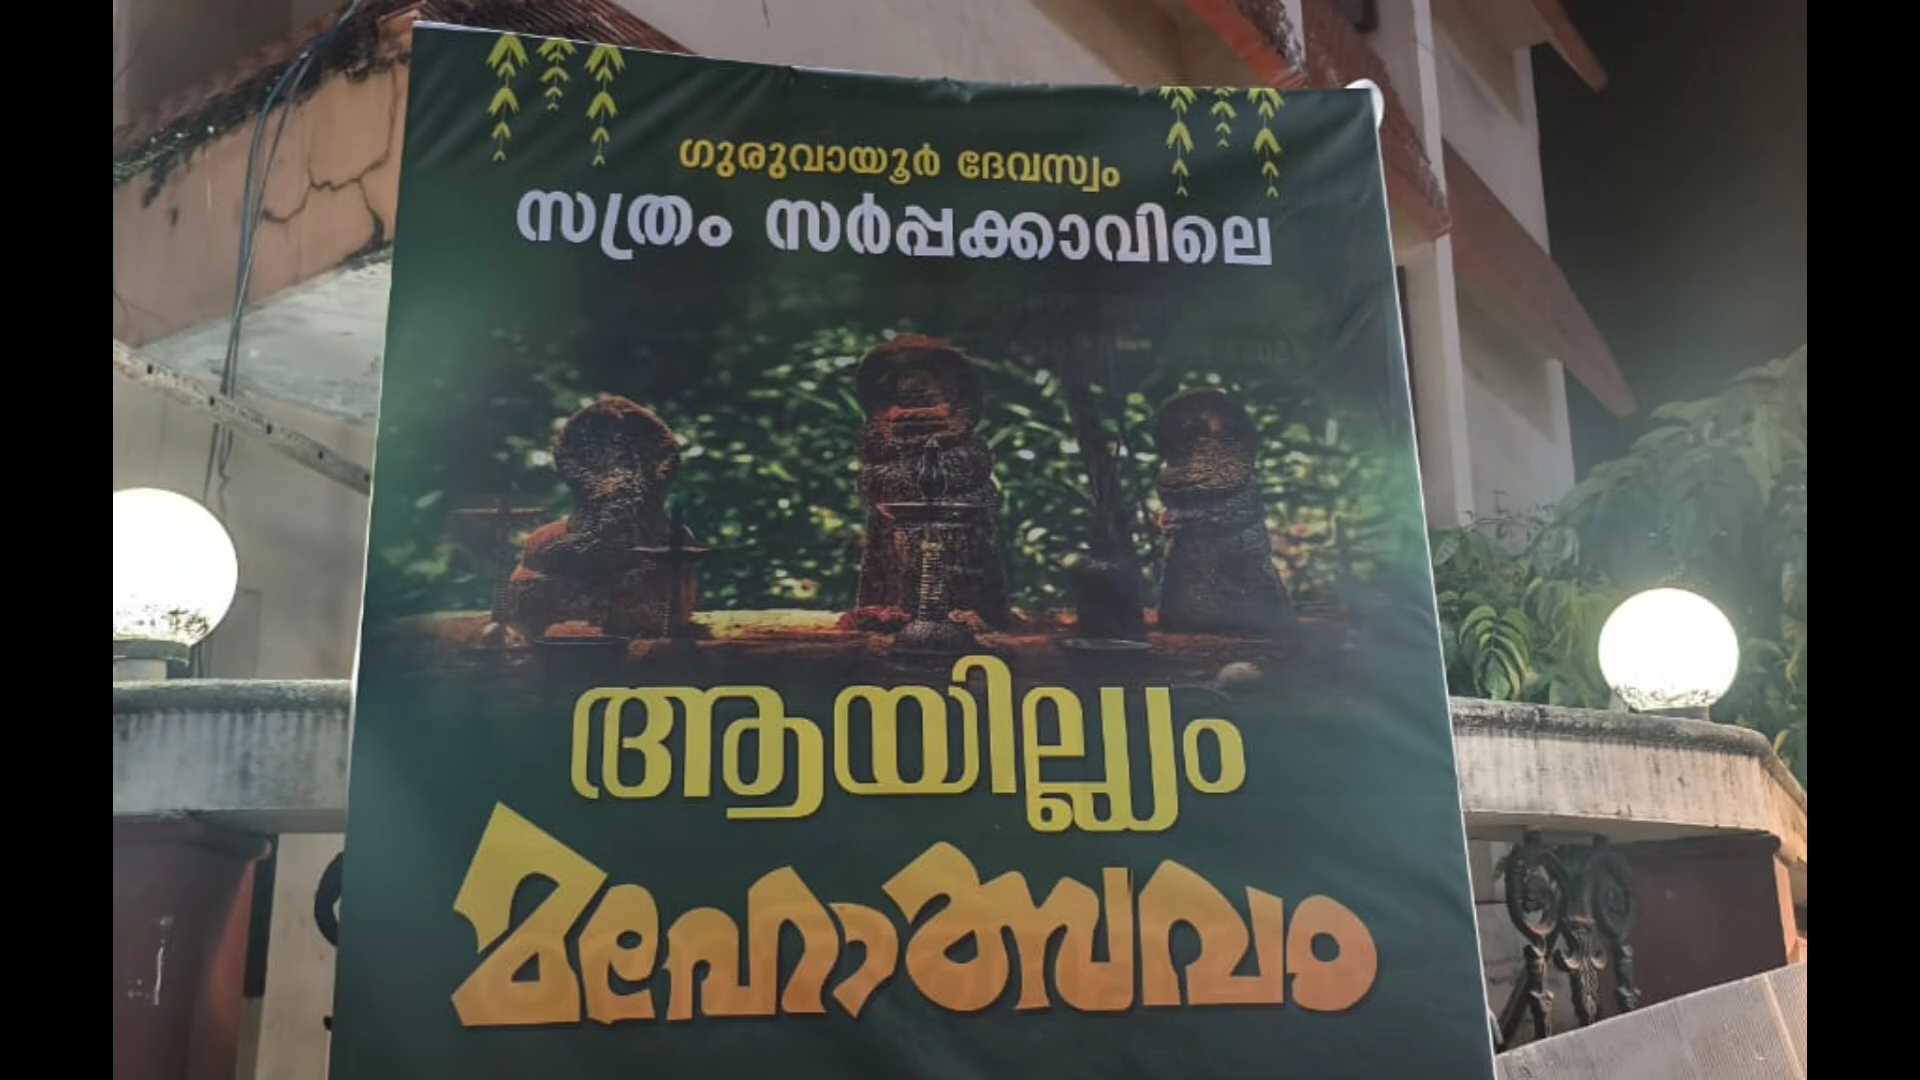 ഗുരുവായൂർ ദേവസ്വം
സത്രം സർപ്പക്കാവിലെ
ആയില്ല്യം
മഹോത്സവം